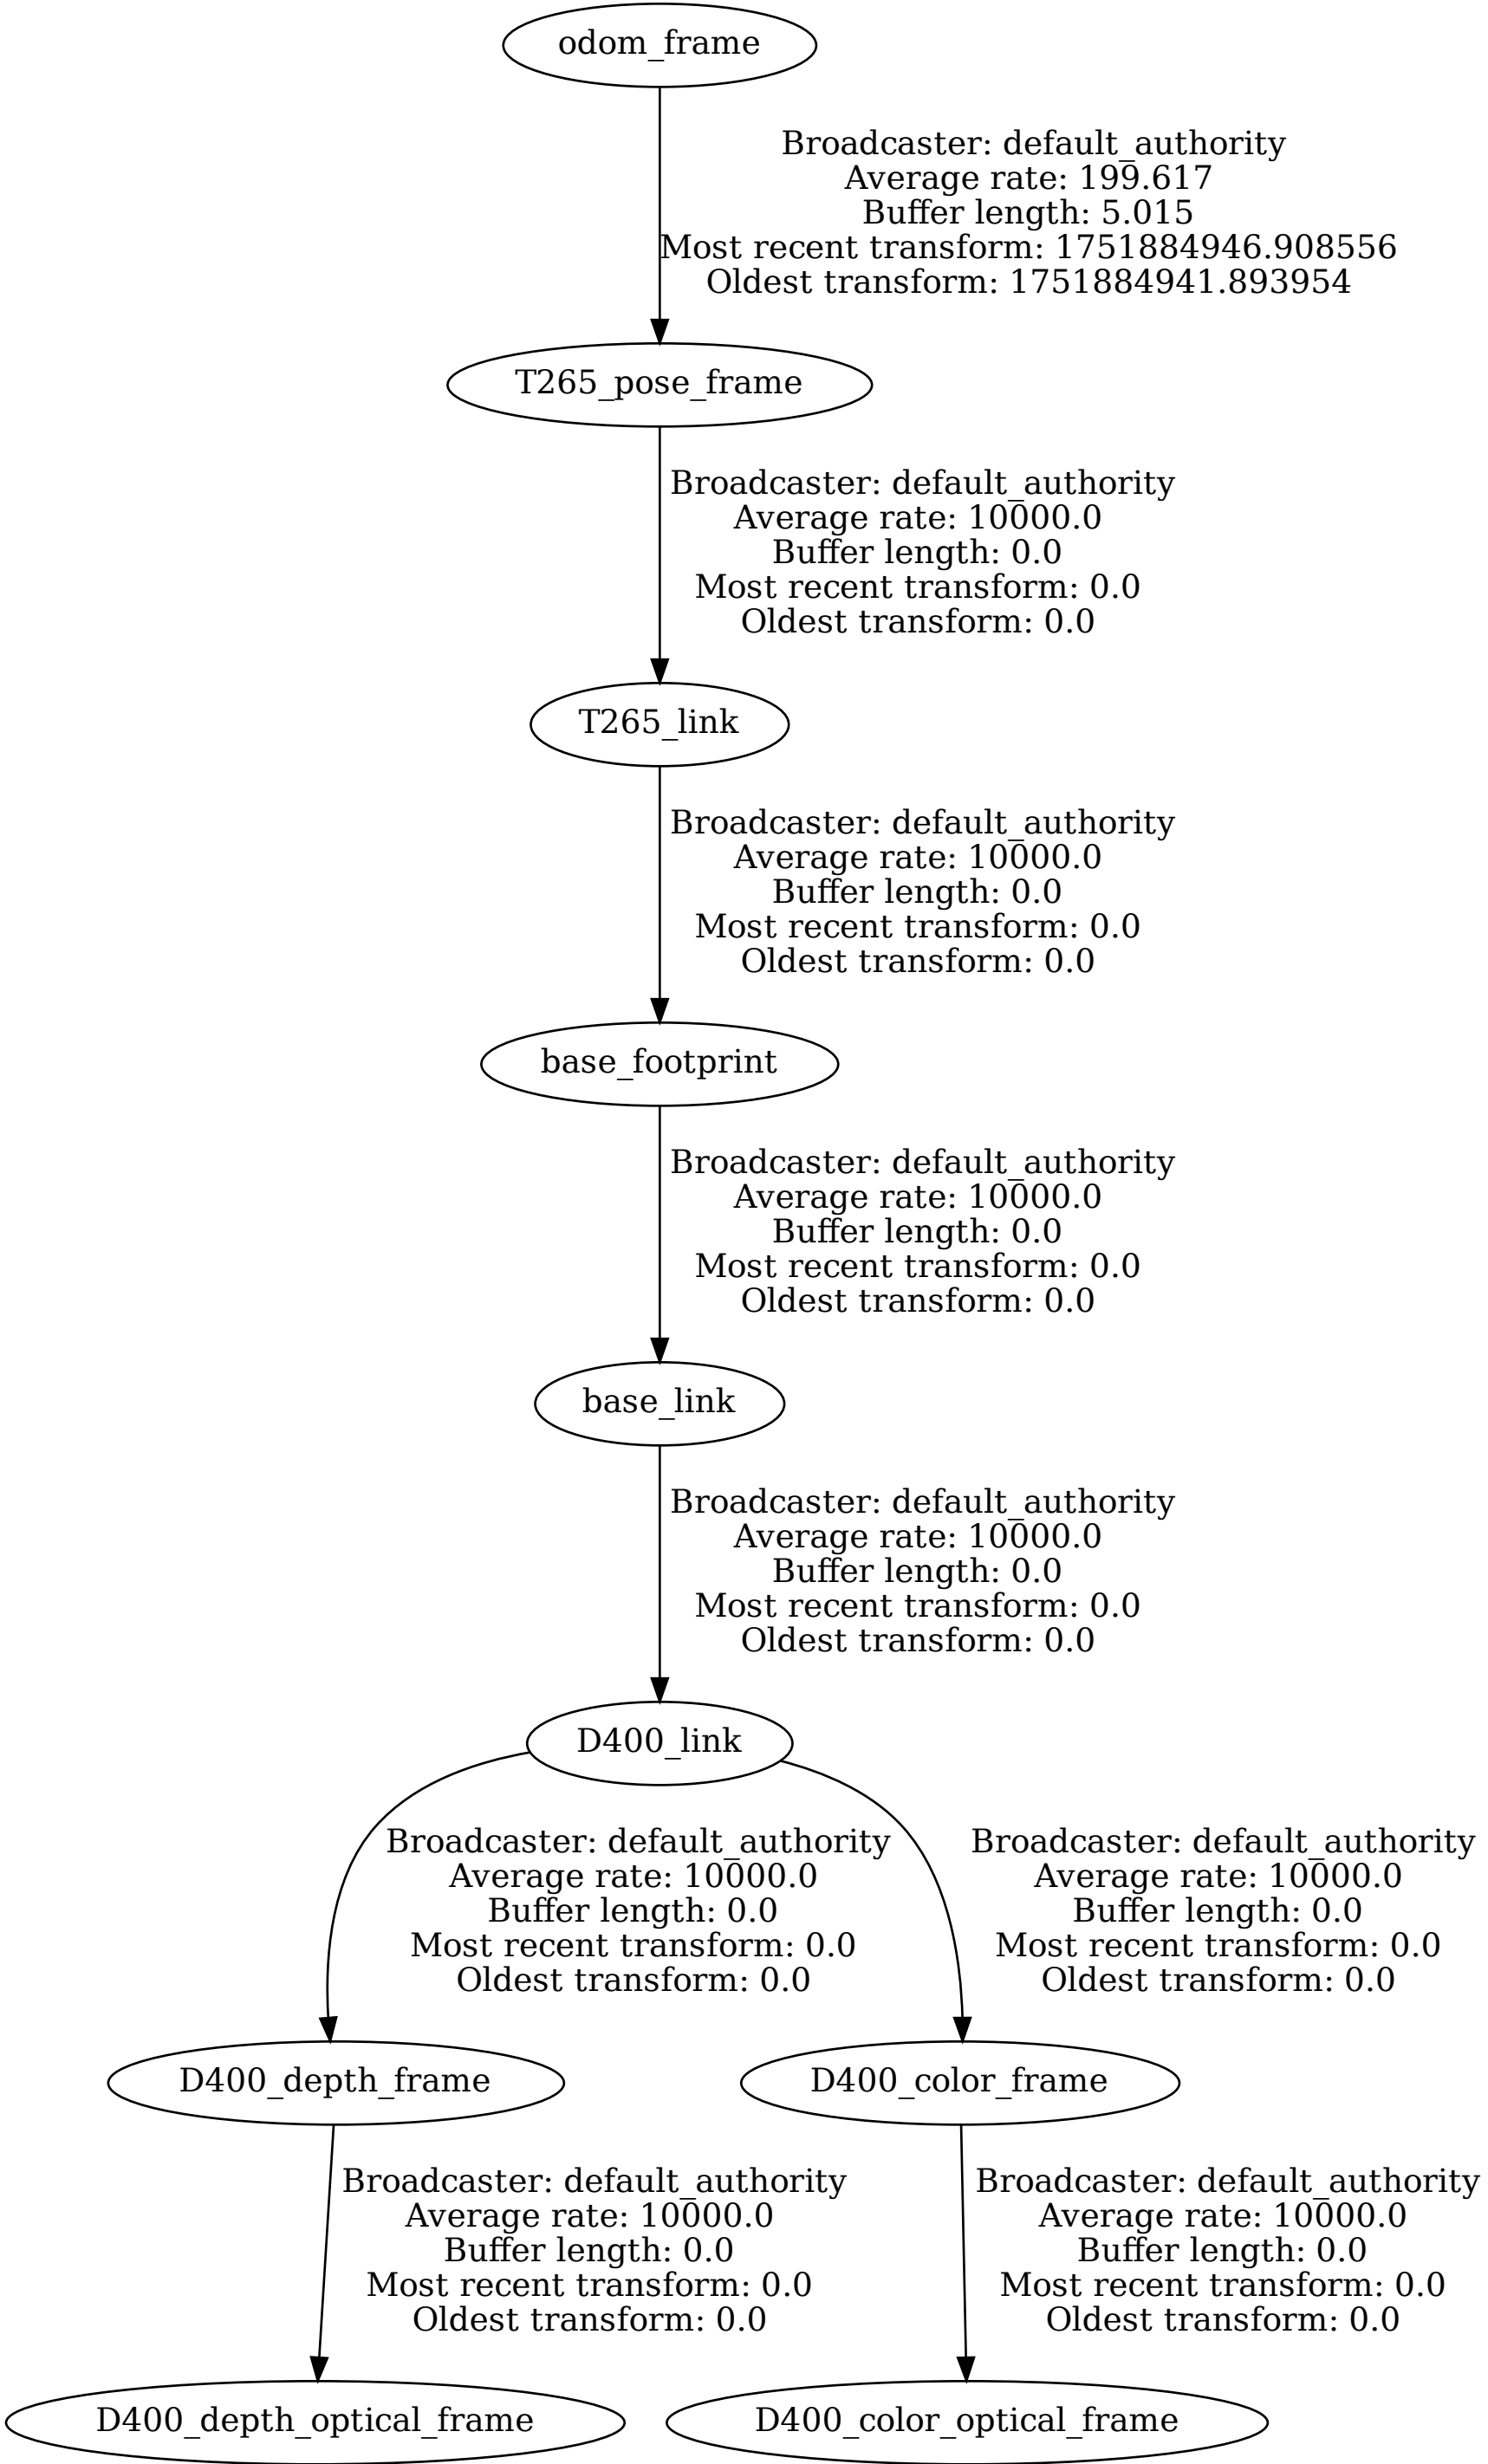 odom_frame
Broadcaster: default_authority
Average rate: 199.617
Buffer length: 5.015
Most recent transform: 1751884946.908556
Oldest transform: 1751884941.893954
T265_pose_frame
Broadcaster: default_authority
Average rate: 10000.0
Buffer length: 0.0
Most recent transform: 0.0
Oldest transform: 0.0
T265_link
Broadcaster: default_authority
Average rate: 10000.0
Buffer length: 0.0
Most recent transform: 0.0
Oldest transform: 0.0
base_footprint
Broadcaster: default_authority
Average rate: 10000.0
Buffer length: 0.0
Most recent transform: 0.0
Oldest transform: 0.0
base_link
Broadcaster: default_authority
Average rate: 10000.0
Buffer length: 0.0
Most recent transform: 0.0
Oldest transform: 0.0
D400_link
Broadcaster: default_authority
Average rate: 10000.0
Buffer length: 0.0
Most recent transform: 0.0
Oldest transform: 0.0
Broadcaster: default_authority
Average rate: 10000.0
Buffer length: 0.0
Most recent transform: 0.0
Oldest transform: 0.0
D400_depth_frame
D400_color_frame
Broadcaster: default_authority
Average rate: 10000.0
Buffer length: 0.0
Most recent transform: 0.0
Oldest transform: 0.0
Broadcaster: default_authority
Average rate: 10000.0
Buffer length: 0.0
Most recent transform: 0.0
Oldest transform: 0.0
D400_depth_optical_frame
D400_color_optical_frame